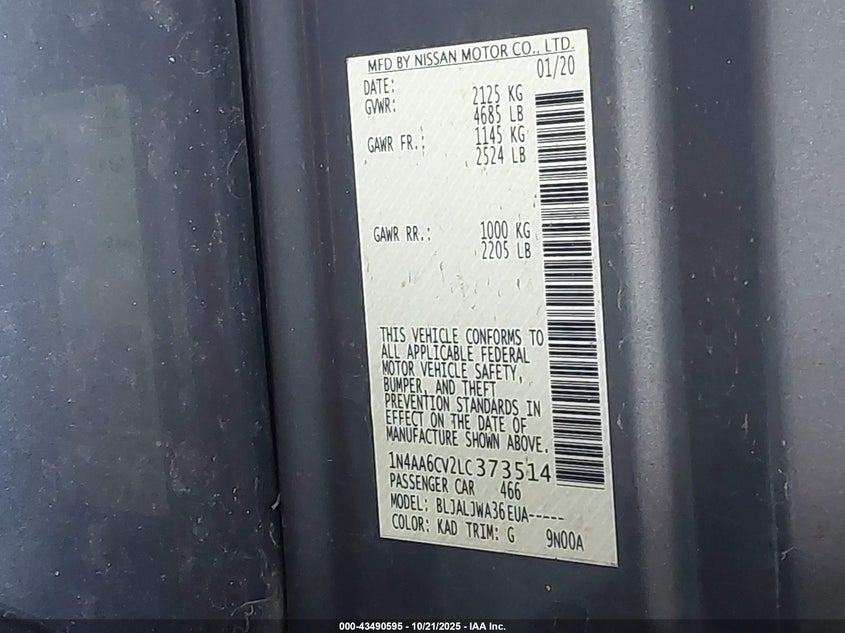 MFD BY NISSAN MOTOR CO., LTD.
DATE: 01/20
GVWR: 2125 KG
4685 LB
GAWR FR.: 1145 KG
2524 LB
GAWR RR.: 1000 KG
2205 LB
THIS VEHICLE CONFORMS TO
ALL APPLICABLE FEDERAL
MOTOR VEHICLE SAFETY,
BUMPER, AND THEFT
PREVENTION STANDARDS IN
EFFECT ON THE DATE OF
MANUFACTURE SHOWN ABOVE.
1N4AA6CV2LC373514
PASSENGER CAR 466
MODEL: BLJALJWA36EUA-----
COLOR: KAD TRIM: G 9N00A
000-43490595 - 10/21/2025 - IAA Inc.